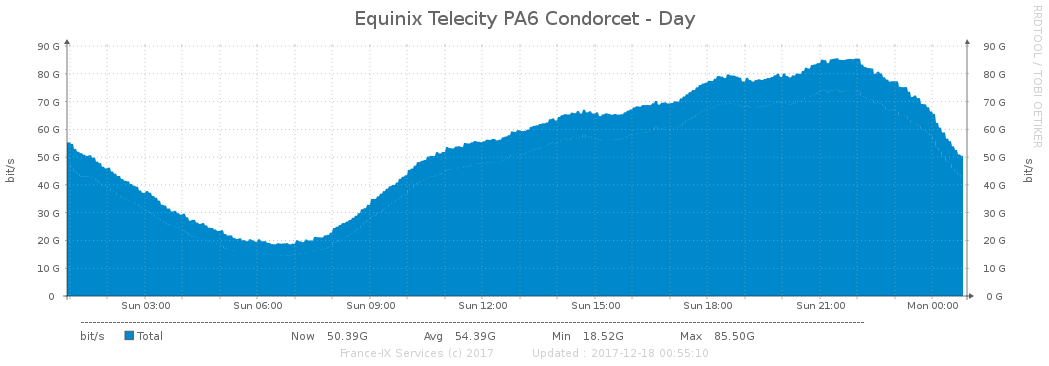 Equinix Telecity PA6 Condorcet - Day
RRDTOOL / TOBI OETIKER
bit/s
90 G 90 G
80 G 80 G
70 G 70 G
60 G 60 G
50 G 50 G
40 G 40 G
30 G 30 G
20 G 20 G
10 G 10 G
0 0 G
bit/s
Sun 03:00 Sun 06:00 Sun 09:00 Sun 12:00 Sun 15:00 Sun 18:00 Sun 21:00 Mon 00:00
bit/s Total Now 50.39G Avg 54.39G Min 18.52G Max 85.50G
France-IX Services (c) 2017 Updated : 2017-12-18 00:55:10